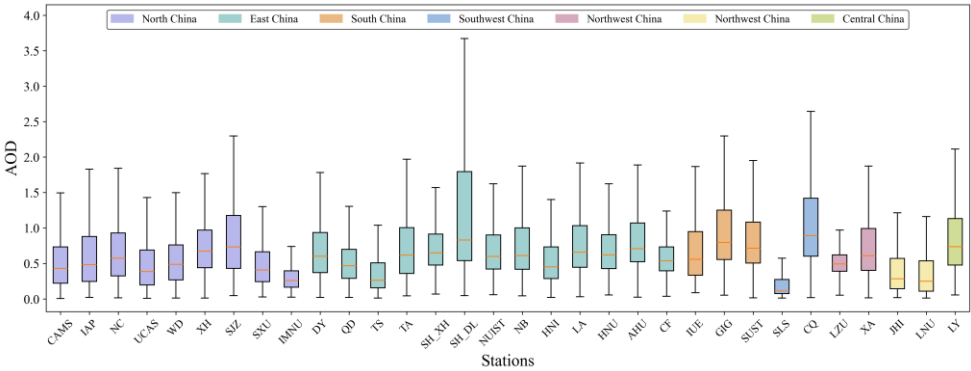 North China East China South China Southwest China Northwest China Northwest China Central China
AOD
4.0
3.5
3.0
2.5
2.0
1.5
1.0
0.5
0.0
CAMS IAP NC UCAS WD XH SJZ SXU IMNU DY QD TS TA SH_XH SH_DL NUIST NB HNI LA HNU AHU CF IUE GIG SUST SLS CQ LZU XA JHI LNU LY
Stations